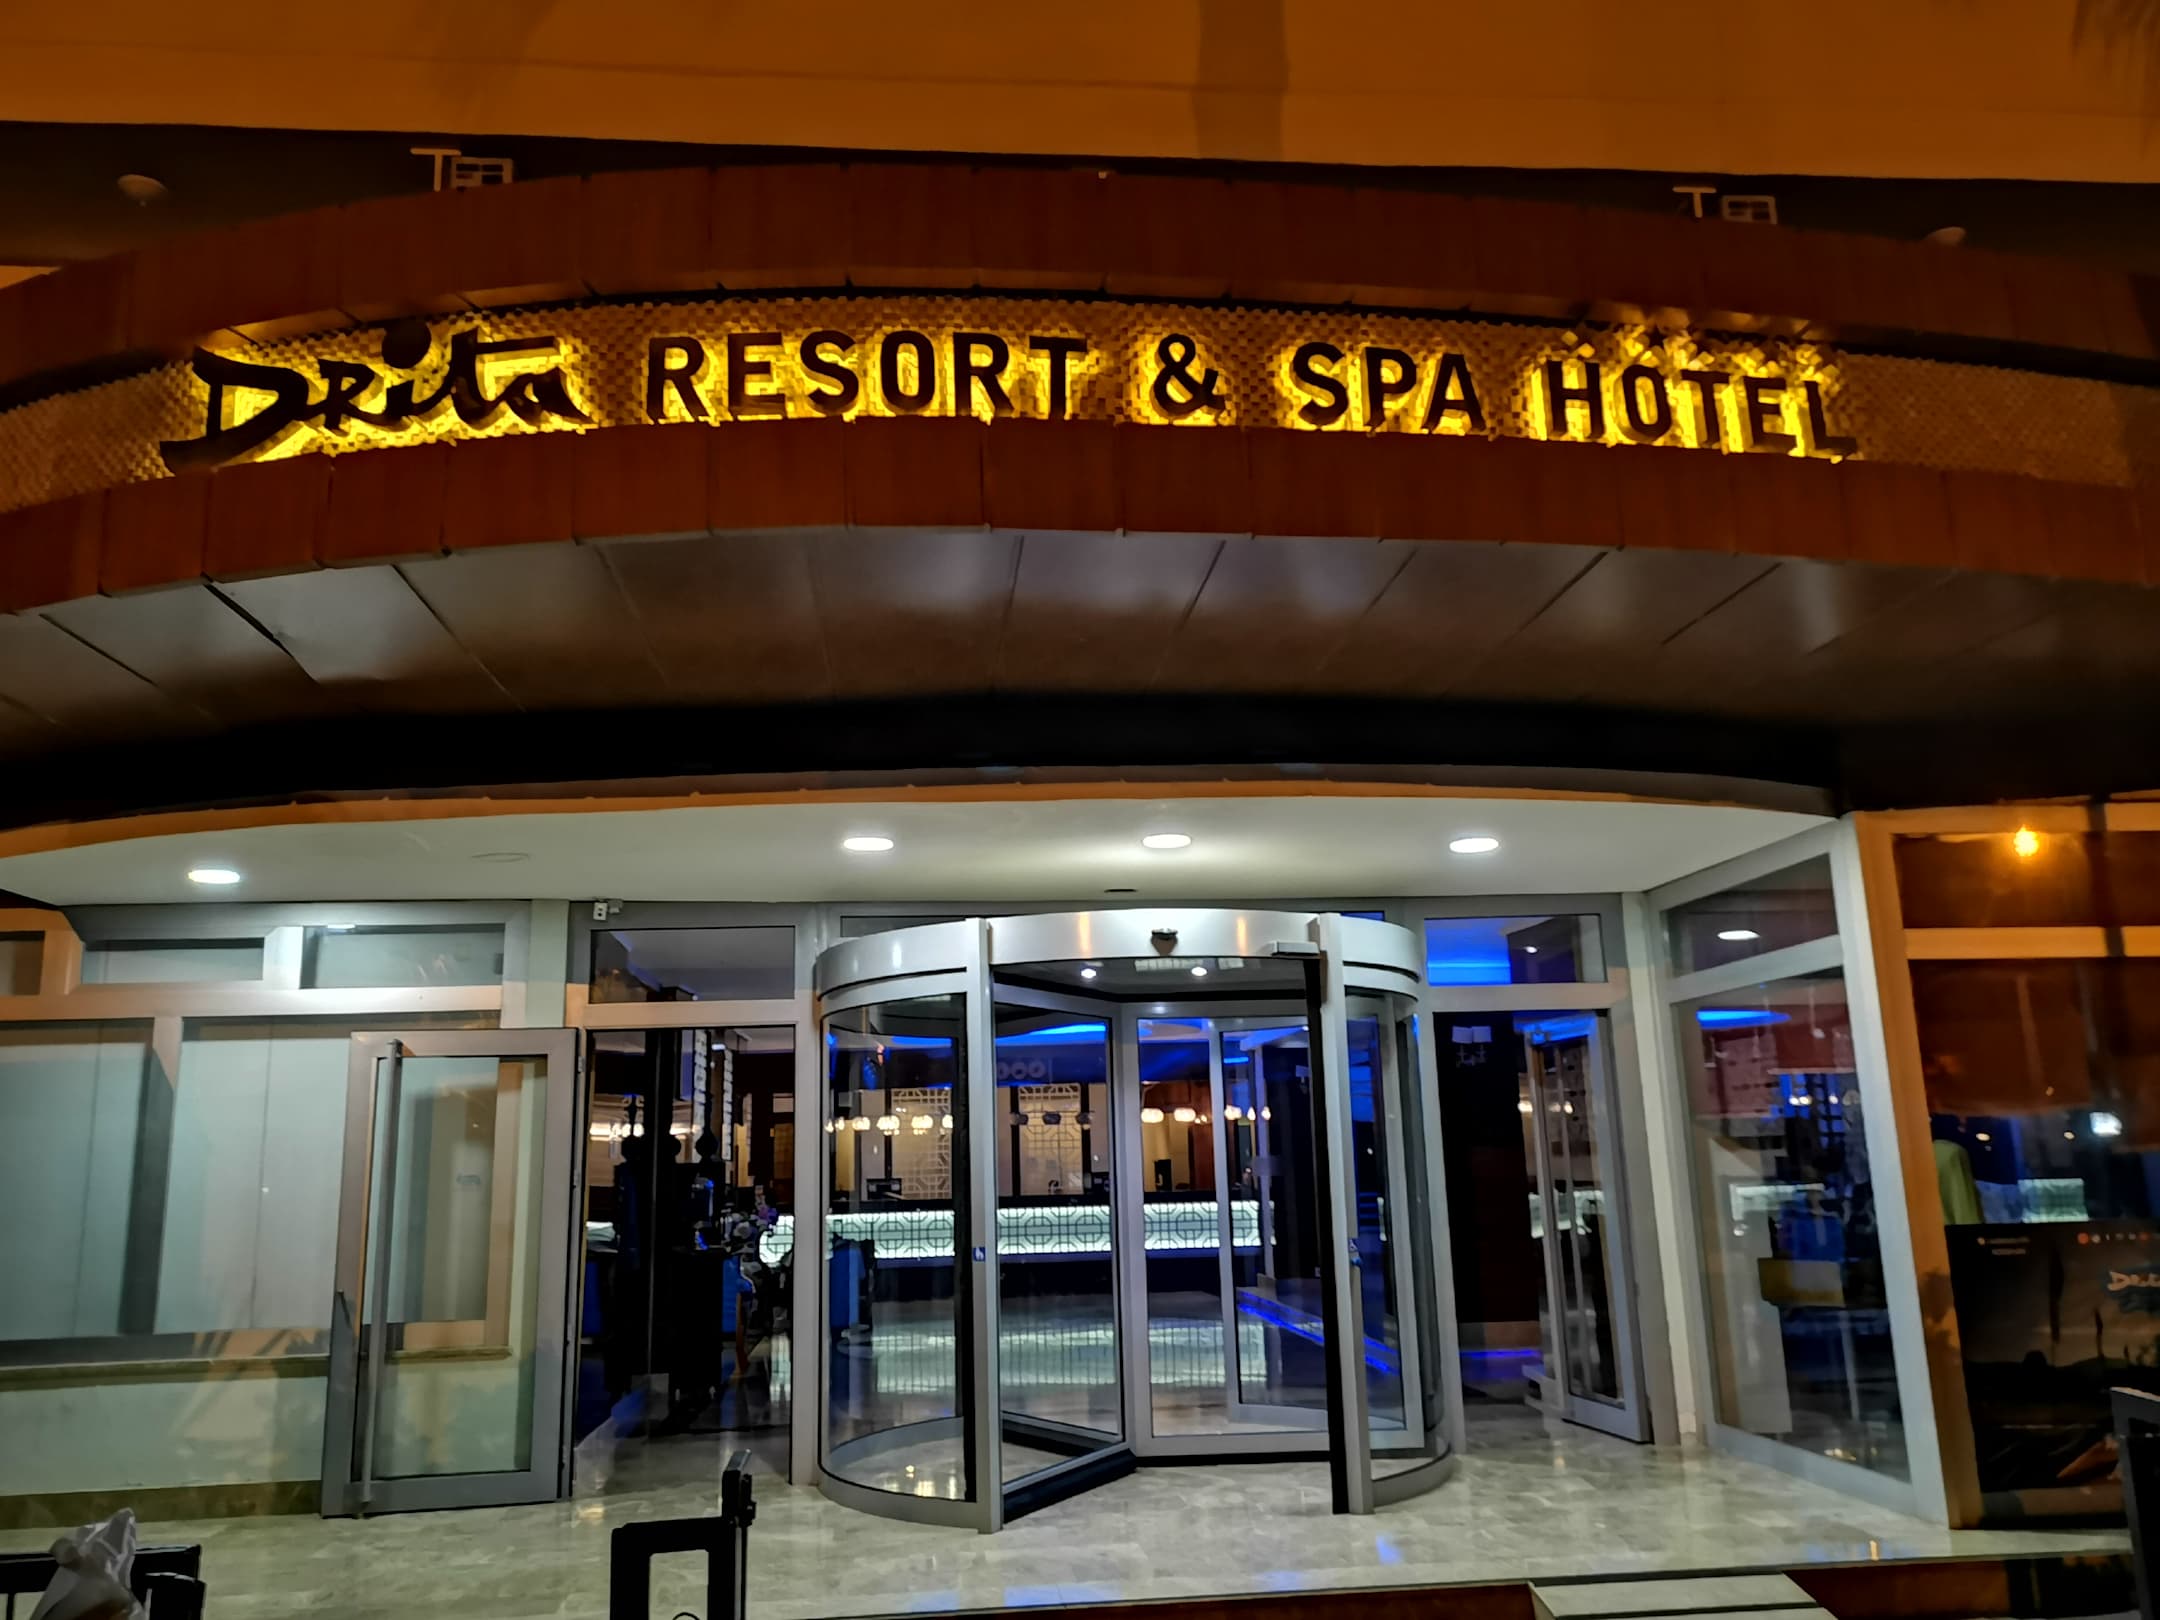 Drita RESORT & SPA HOTEL